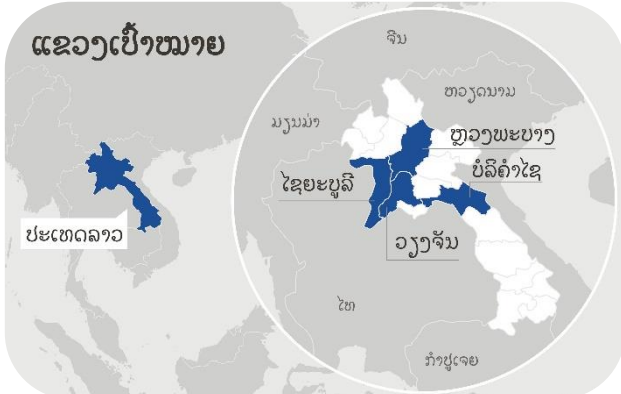 ແຂວງເປົ້າໝາຍ
ຈີນ
ຫວຽດນາມ
ມຽນມ່າ
ຫຼວງພະບາງ
ບໍລິຄຳໄຊ
ໄຊຍະບູລີ
ວຽງຈັນ
ປະເທດລາວ
ໄທ
ກຳປູເຈຍ